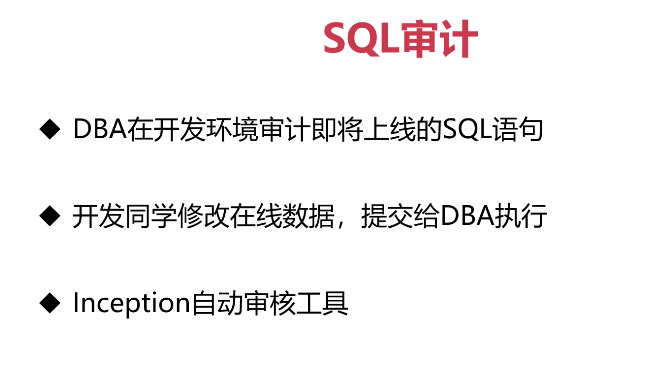 SQL审计
◆ DBA在开发环境审计即将上线的SQL语句
◆ 开发同学修改在线数据，提交给DBA执行
◆ Inception自动审核工具